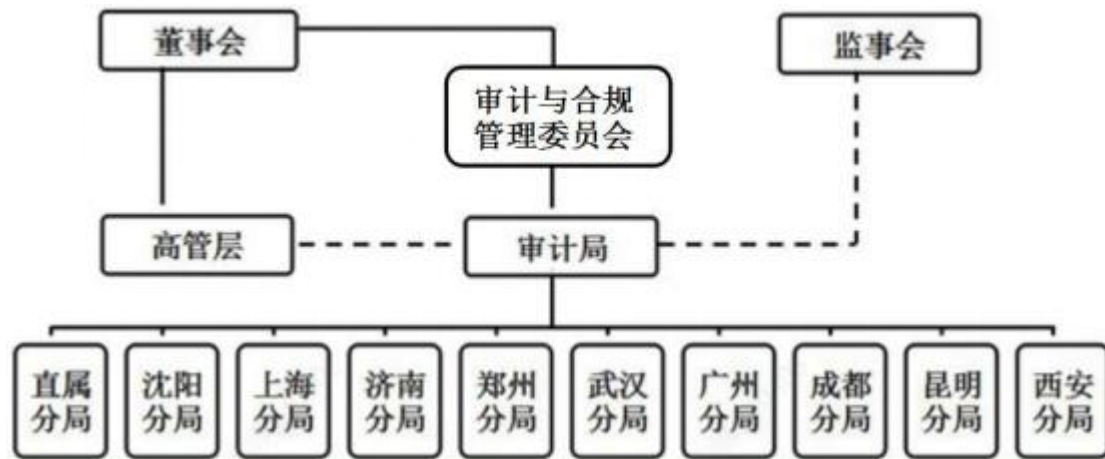 董事会
监事会
审计与合规
管理委员会
高管层
审计局
直属
分局
沈阳
分局
上海
分局
济南
分局
郑州
分局
武汉
分局
广州
分局
成都
分局
昆明
分局
西安
分局